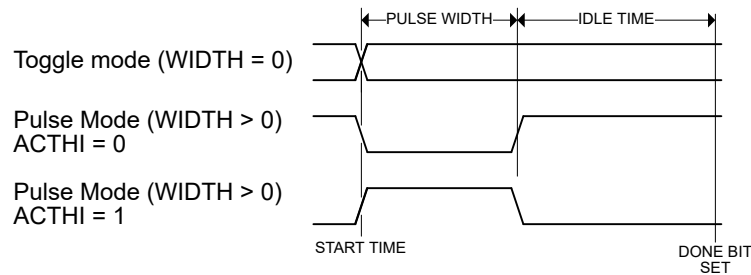 PULSE WIDTH
IDLE TIME
Toggle mode (WIDTH = 0)
Pulse Mode (WIDTH > 0)
ACTHI = 0
Pulse Mode (WIDTH > 0)
ACTHI = 1
START TIME
DONE BIT
SET